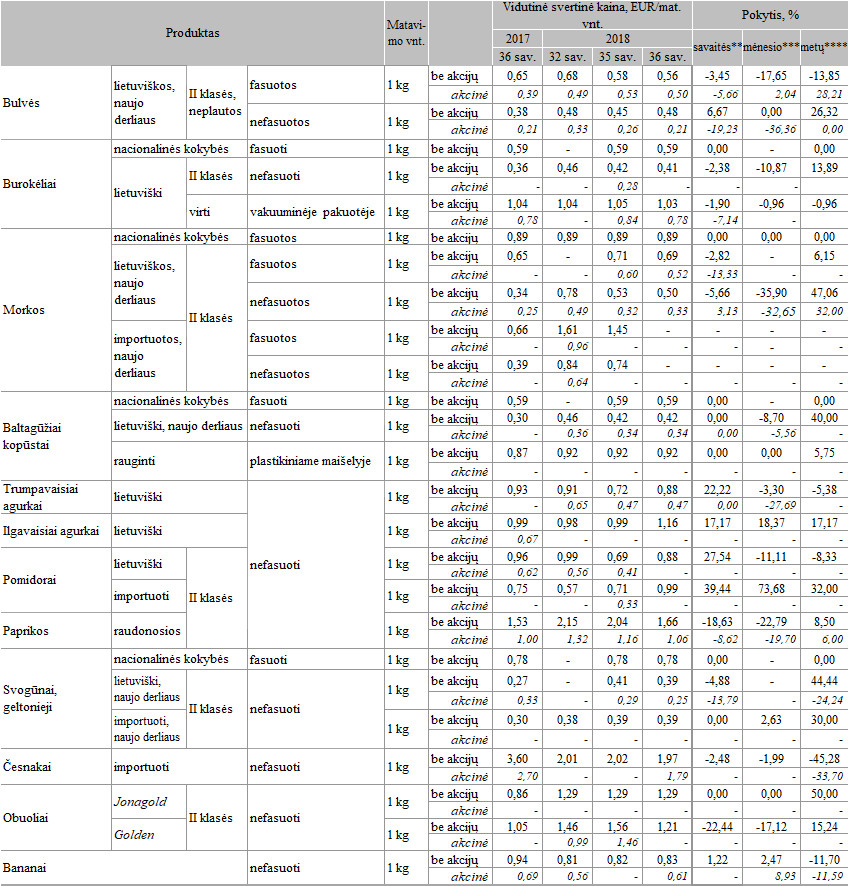 Produktas Matavi- mo vnt. Vidutinė svertinė kaina, EUR/mat. vnt. Pokytis, %
2017 2018 savaitės** mėnesio*** metų****
36 sav. 32 sav. 35 sav. 36 sav.
Bulvės lietuviškos, naujo derliaus II klasės, neplautos fasuotos 1 kg be akcijų 0,65 0,68 0,58 0,56 -3,45 -17,65 -13,85
akcinė 0,39 0,49 0,53 0,50 -5,66 2,04 28,21
nefasuotos 1 kg be akcijų 0,38 0,48 0,45 0,48 6,67 0,00 26,32
akcinė 0,21 0,33 0,26 0,21 -19,23 -36,36 0,00
Burokėliai nacionalinės kokybės fasuoti 1 kg be akcijų 0,59 - 0,59 0,59 0,00 - 0,00
lietuviški II klasės nefasuoti 1 kg be akcijų 0,36 0,46 0,42 0,41 -2,38 -10,87 13,89
akcinė - - 0,28 - - - -
virti vakuuminėje pakuotėje 1 kg be akcijų 1,04 1,04 1,05 1,03 -1,90 -0,96 -0,96
akcinė 0,78 - 0,84 0,78 -7,14 -
Morkos nacionalinės kokybės fasuotos 1 kg be akcijų 0,89 0,89 0,89 0,89 0,00 0,00 0,00
lietuviškos, naujo derliaus II klasės fasuotos 1 kg be akcijų 0,65 - 0,71 0,69 -2,82 - 6,15
akcinė - - 0,60 0,52 -13,33 - -
nefasuotos 1 kg be akcijų 0,34 0,78 0,53 0,50 -5,66 -35,90 47,06
akcinė 0,25 0,49 0,32 0,33 3,13 -32,65 32,00
importuotos, naujo derliaus fasuotos 1 kg be akcijų 0,66 1,61 1,45 - - - -
akcinė - 0,96 - - - - -
nefasuotos 1 kg be akcijų 0,39 0,84 0,74 - - - -
akcinė - 0,64 - - - - -
Baltagūžiai kopūstai nacionalinės kokybės fasuoti 1 kg be akcijų 0,59 - 0,59 0,59 0,00 - 0,00
lietuviški, naujo derliaus nefasuoti 1 kg be akcijų 0,30 0,46 0,42 0,42 0,00 -8,70 40,00
akcinė - 0,36 0,34 0,34 0,00 -5,56 -
rauginti plastikiniame maišelyje 1 kg be akcijų 0,87 0,92 0,92 0,92 0,00 0,00 5,75
akcinė - - - - - - -
Trumpavaisiai agurkai lietuviški nefasuoti 1 kg be akcijų 0,93 0,91 0,72 0,88 22,22 -3,30 -5,38
akcinė - 0,65 0,47 0,47 0,00 -27,69 -
Ilgavaisiai agurkai lietuviški 1 kg be akcijų 0,99 0,98 0,99 1,16 17,17 18,37 17,17
akcinė 0,67 - - - - - -
Pomidorai lietuviški II klasės 1 kg be akcijų 0,96 0,99 0,69 0,88 27,54 -11,11 -8,33
akcinė 0,62 0,56 0,41 - - - -
importuoti 1 kg be akcijų 0,75 0,57 0,71 0,99 39,44 73,68 32,00
akcinė - - 0,33 - - - -
Paprikos raudonosios 1 kg be akcijų 1,53 2,15 2,04 1,66 -18,63 -22,79 8,50
akcinė 1,00 1,32 1,16 1,06 -8,62 -19,70 6,00
Svogūnai, geltonieji nacionalinės kokybės fasuoti 1 kg be akcijų 0,78 - 0,78 0,78 0,00 - 0,00
lietuviški, naujo derliaus II klasės nefasuoti 1 kg be akcijų 0,27 - 0,41 0,39 -4,88 - 44,44
akcinė 0,33 - 0,29 0,25 -13,79 - -24,24
importuoti, naujo derliaus 1 kg be akcijų 0,30 0,38 0,39 0,39 0,00 2,63 30,00
akcinė - - - - - - -
Česnakai importuoti nefasuoti 1 kg be akcijų 3,60 2,01 2,02 1,97 -2,48 -1,99 -45,28
akcinė 2,70 - - 1,79 - - -33,70
Obuoliai Jonagold II klasės nefasuoti 1 kg be akcijų 0,86 1,29 1,29 1,29 0,00 0,00 50,00
akcinė - - - - - - -
Golden 1 kg be akcijų 1,05 1,46 1,56 1,21 -22,44 -17,12 15,24
akcinė - 0,99 1,46 - - - -
Bananai nefasuoti 1 kg be akcijų 0,94 0,81 0,82 0,83 1,22 2,47 -11,70
akcinė 0,69 0,56 - 0,61 - 8,93 -11,59